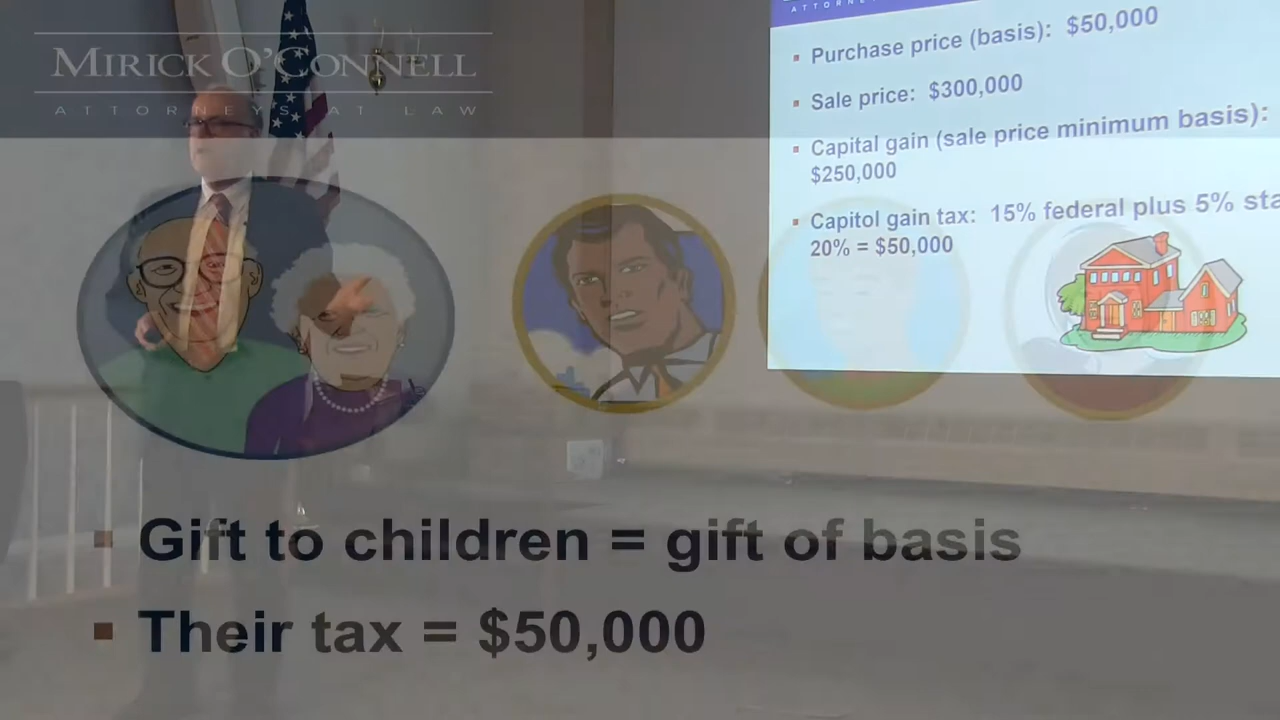 MIRICK O'CONNELL
ATTORNEYS AT LAW
Purchase price (basis): $50,000
Sale price: $300,000
Capital gain (sale price minimum basis):
$250,000
Capitol gain tax: 15% federal plus 5% sta
20% = $50,000
Gift to children = gift of basis
Their tax = $50,000